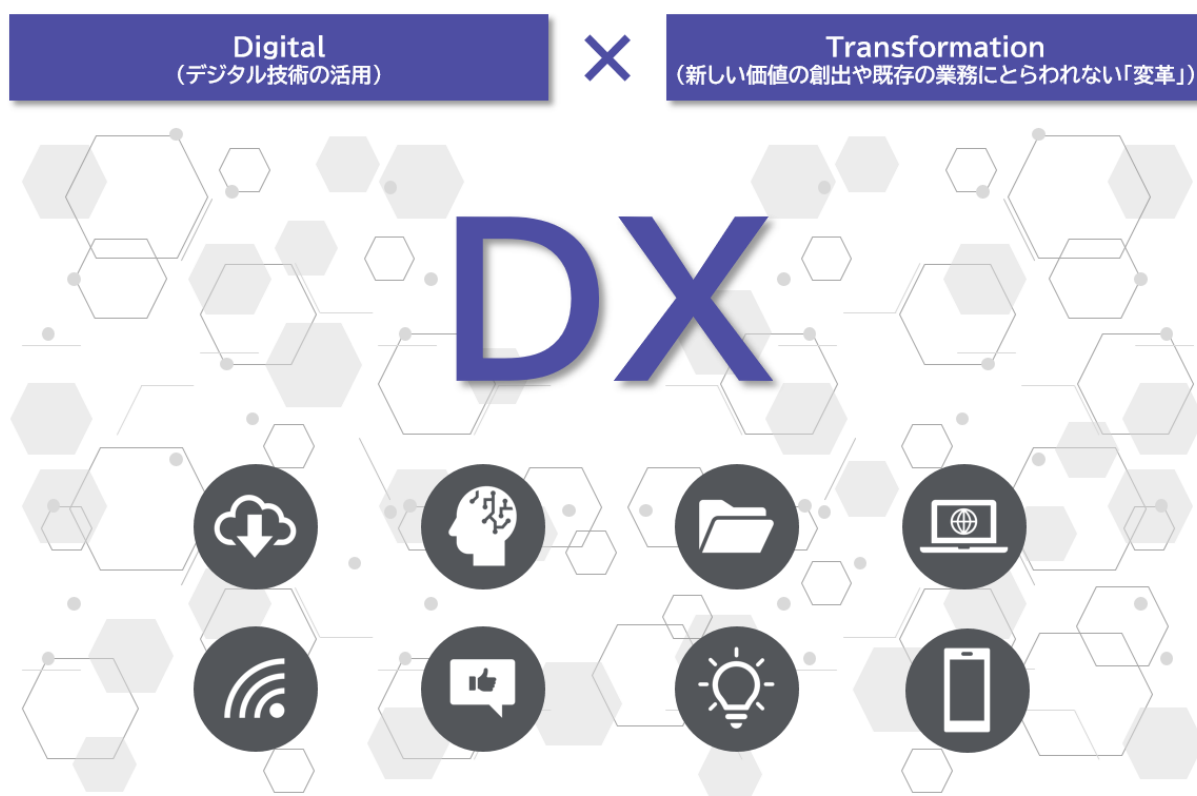 Digital
（デジタル技術の活用）
×
Transformation
（新しい価値の創出や既存の業務にとらわれない「変革」）
DX